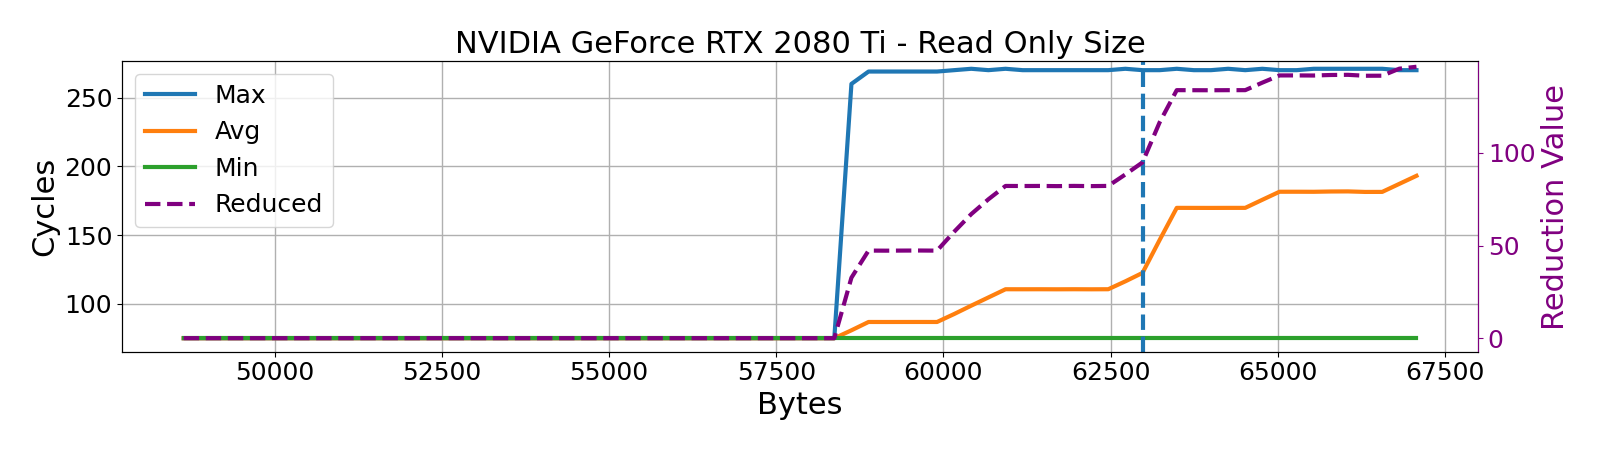 NVIDIA GeForce RTX 2080 Ti - Read Only Size
Max
Avg
Min
Reduced
Cycles
250
200
150
100
Reduction Value
100
50
0
50000 52500 55000 57500 60000 62500 65000 67500
Bytes